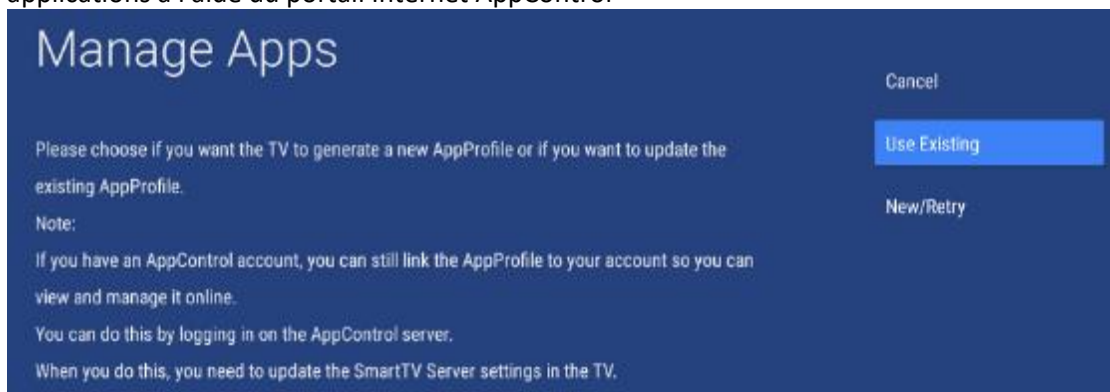 applications à l'aide du portail Internet AppControl
Manage Apps
Please choose if you want the TV to generate a new AppProfile or if you want to update the
existing AppProfile.
Note:
If you have an AppControl account, you can still link the AppProfile to your account so you can
view and manage it online.
You can do this by logging in on the AppControl server.
When you do this, you need to update the SmartTV Server settings in the TV.
Cancel
Use Existing
New/Retry